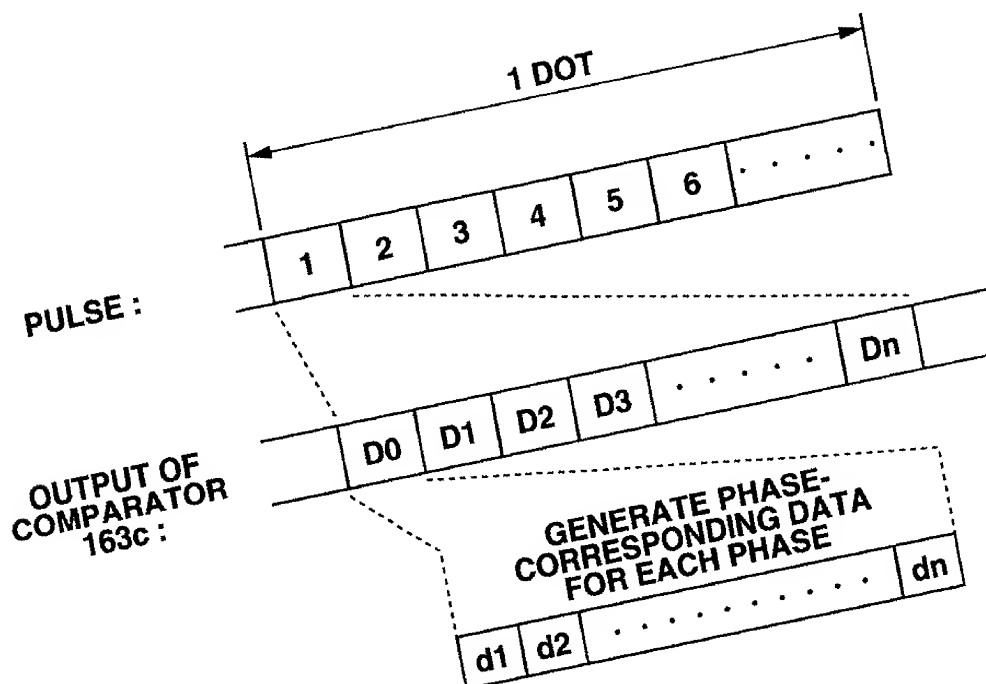 1 DOT
PULSE : 1 2 3 4 5 6 . . . . .
OUTPUT OF
COMPARATOR
163c :
D0 D1 D2 D3 . . . . . Dn
GENERATE PHASE-
CORRESPONDING DATA
FOR EACH PHASE
d1 d2 . . . . . . . . . . dn